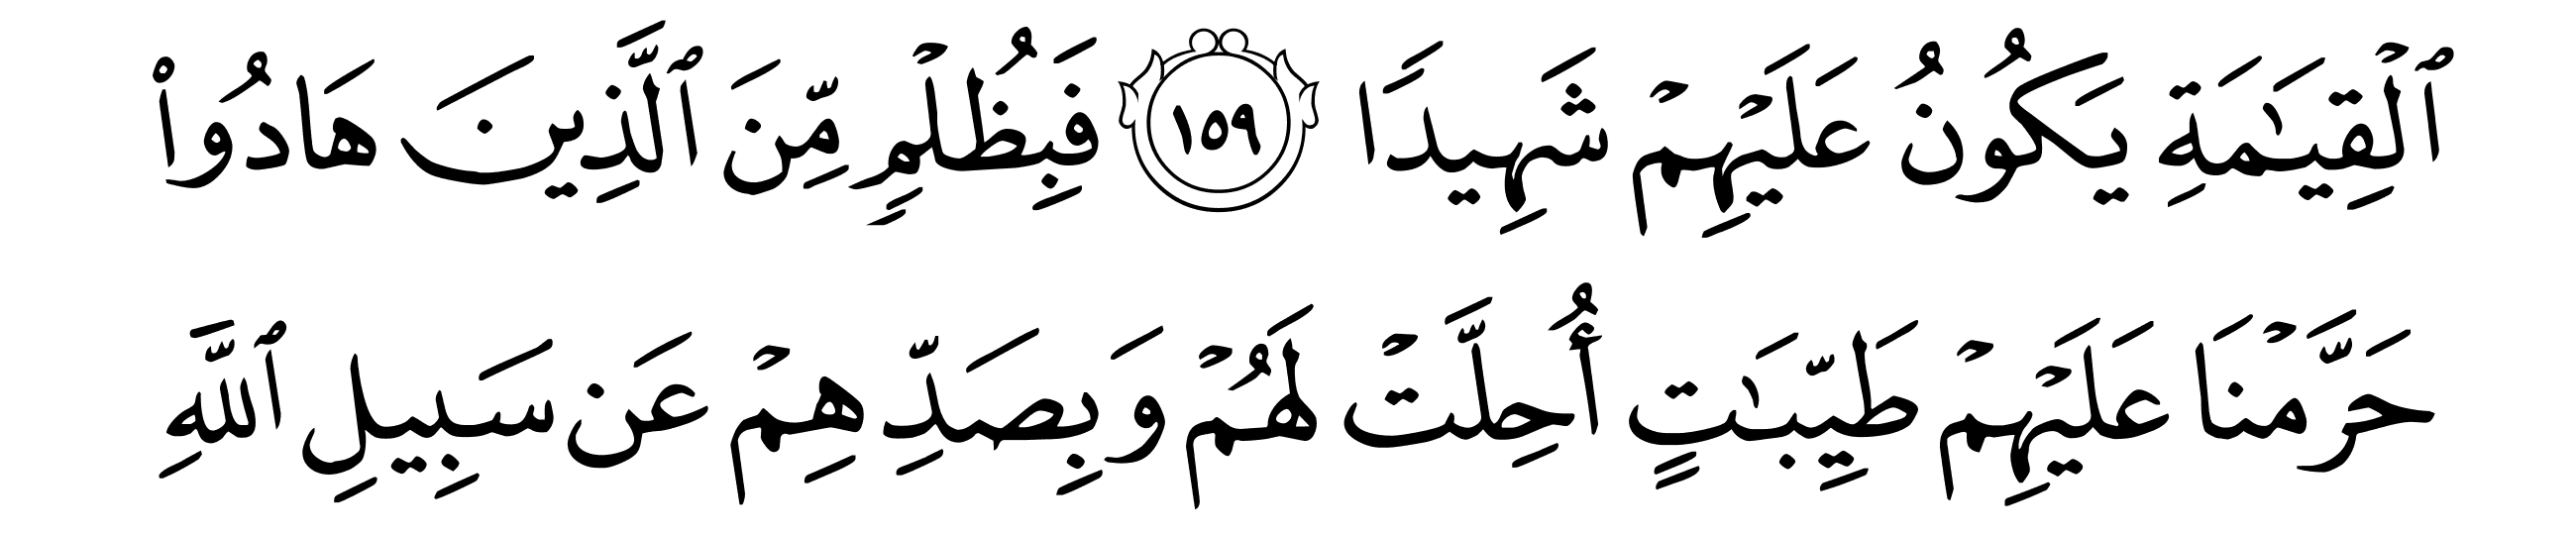 ٱلْقِيَـٰمَةِ يَكُونُ عَلَيْهِمْ شَهِيدًا ١٥٩ فَبِظُلْمٍ مِّنَ ٱلَّذِينَ هَادُوا۟
حَرَّمْنَا عَلَيْهِمْ طَيِّبَـٰتٍ أُحِلَّتْ لَهُمْ وَبِصَدِّهِمْ عَن سَبِيلِ ٱللَّهِ